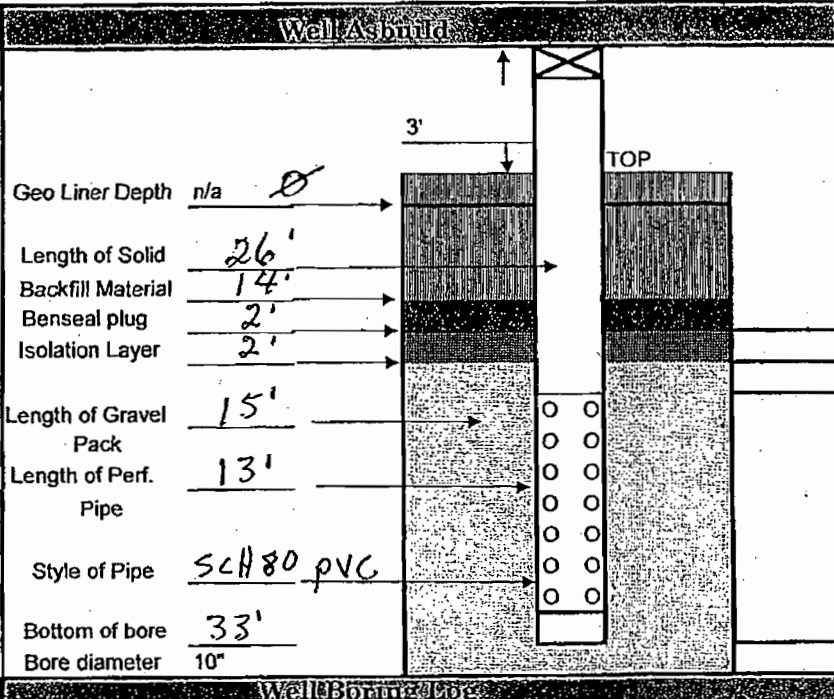 Well Asbuild
3'
TOP
Geo Liner Depth n/a Ø
Length of Solid 26'
Backfill Material 14'
Benseal plug 2'
Isolation Layer 2'
Length of Gravel 15'
Pack
Length of Perf. 13'
Pipe
Style of Pipe SCH 80 PVC
Bottom of bore 33'
Bore diameter 10"
Well Boring Log